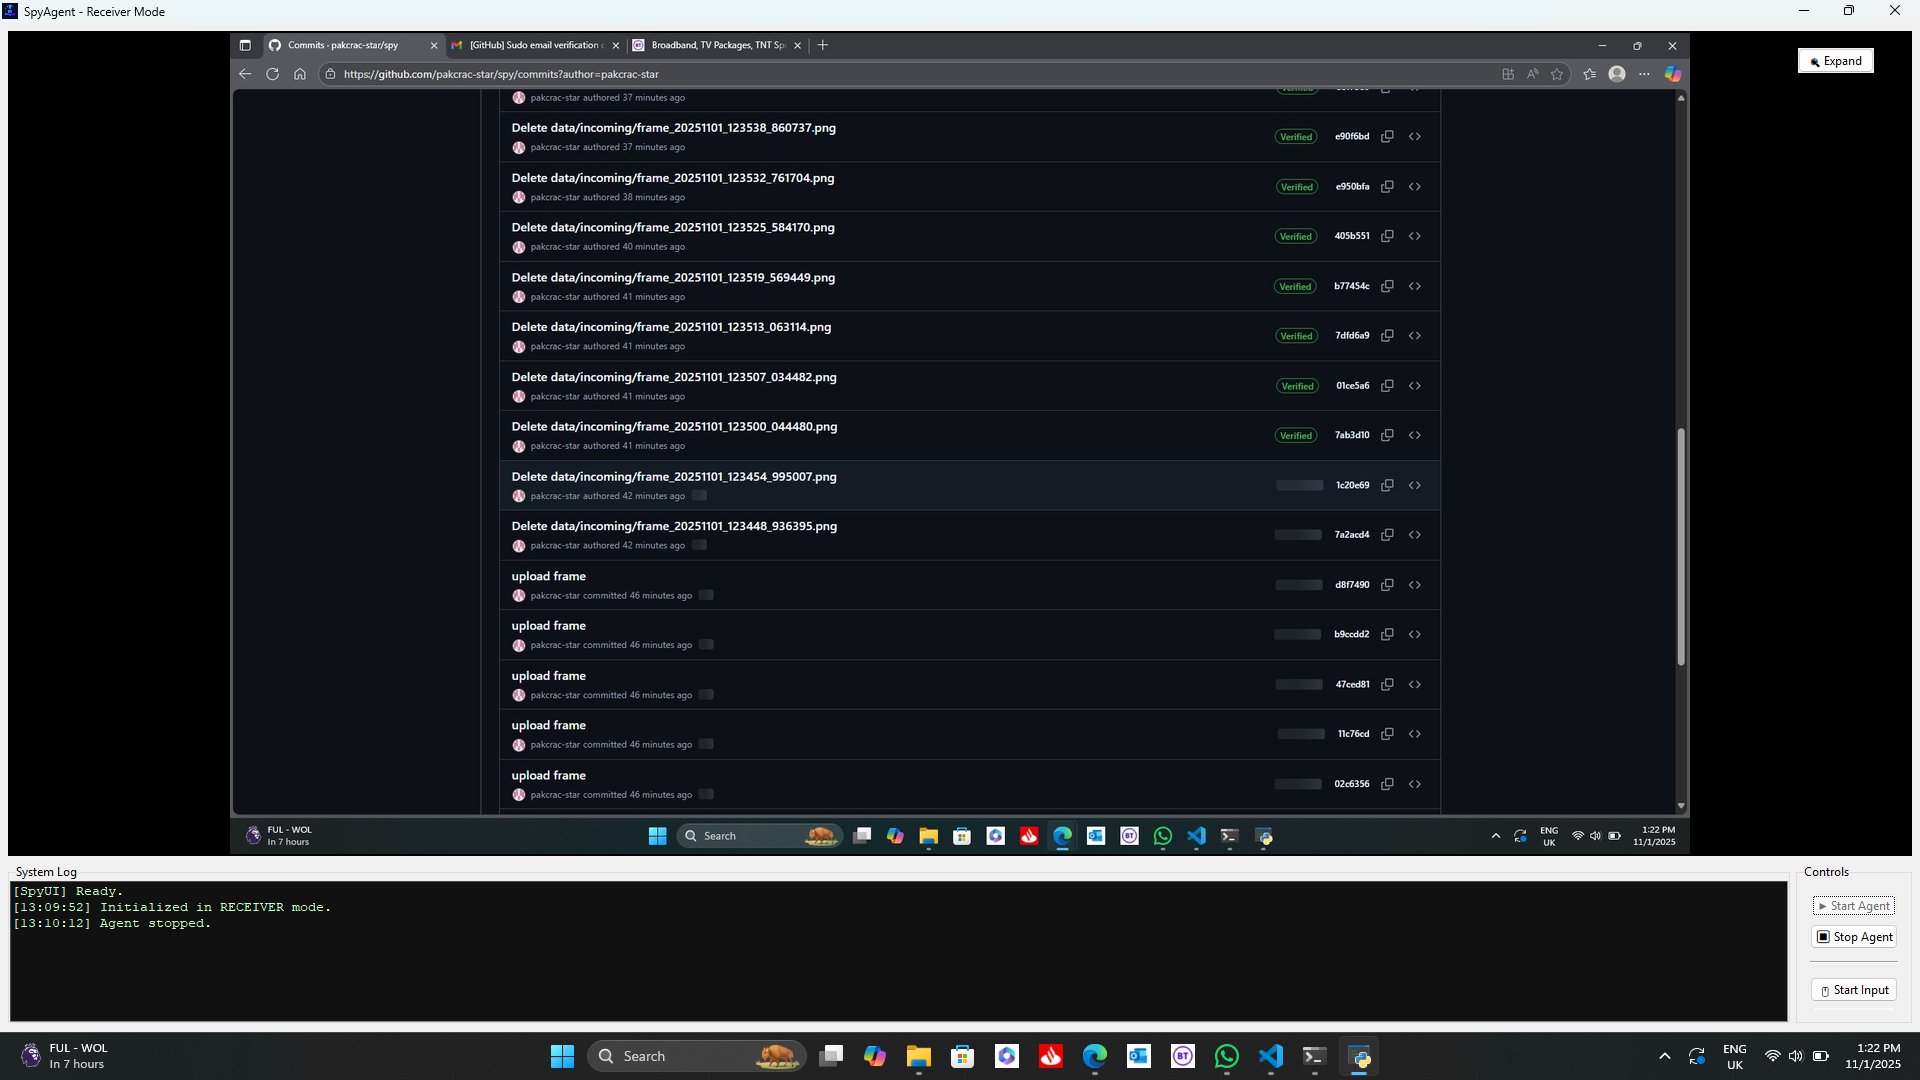 SpyAgent - Receiver Mode
Commits · pakcrac-star/spy
[GitHub] Sudo email verification c
Broadband, TV Packages, TNT Sp
Expand
https://github.com/pakcrac-star/spy/commits?author=pakcrac-star
pakcrac-star authored 37 minutes ago
Delete data/incoming/frame_20251101_123538_860737.png
Verified e90f6bd
pakcrac-star authored 37 minutes ago
Delete data/incoming/frame_20251101_123532_761704.png
Verified e950bfa
pakcrac-star authored 38 minutes ago
Delete data/incoming/frame_20251101_123525_584170.png
Verified 405b551
pakcrac-star authored 40 minutes ago
Delete data/incoming/frame_20251101_123519_569449.png
Verified b77454c
pakcrac-star authored 41 minutes ago
Delete data/incoming/frame_20251101_123513_063114.png
Verified 7dfd6a9
pakcrac-star authored 41 minutes ago
Delete data/incoming/frame_20251101_123507_034482.png
Verified 01ce5a6
pakcrac-star authored 41 minutes ago
Delete data/incoming/frame_20251101_123500_044480.png
Verified 7ab3d10
pakcrac-star authored 41 minutes ago
Delete data/incoming/frame_20251101_123454_995007.png
1c20e69
pakcrac-star authored 42 minutes ago
Delete data/incoming/frame_20251101_123448_936395.png
7a2acd4
pakcrac-star authored 42 minutes ago
upload frame
d8f7490
pakcrac-star committed 46 minutes ago
upload frame
b9ccdd2
pakcrac-star committed 46 minutes ago
upload frame
47ced81
pakcrac-star committed 46 minutes ago
upload frame
11c76cd
pakcrac-star committed 46 minutes ago
upload frame
02c6356
pakcrac-star committed 46 minutes ago
FUL - WOL
In 7 hours
Search
BT
ENG
UK
1:22 PM
11/1/2025
System Log
Controls
[SpyUI] Ready.
[13:09:52] Initialized in RECEIVER mode.
[13:10:12] Agent stopped.
Start Agent
Stop Agent
Start Input
FUL - WOL
In 7 hours
Search
BT
ENG
UK
1:22 PM
11/1/2025